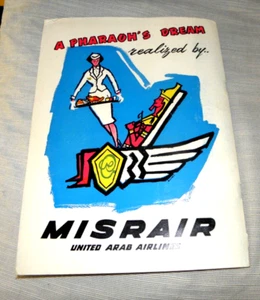 A PHARAOH'S DREAM
realized by..
MISRAIR
UNITED ARAB AIRLINES